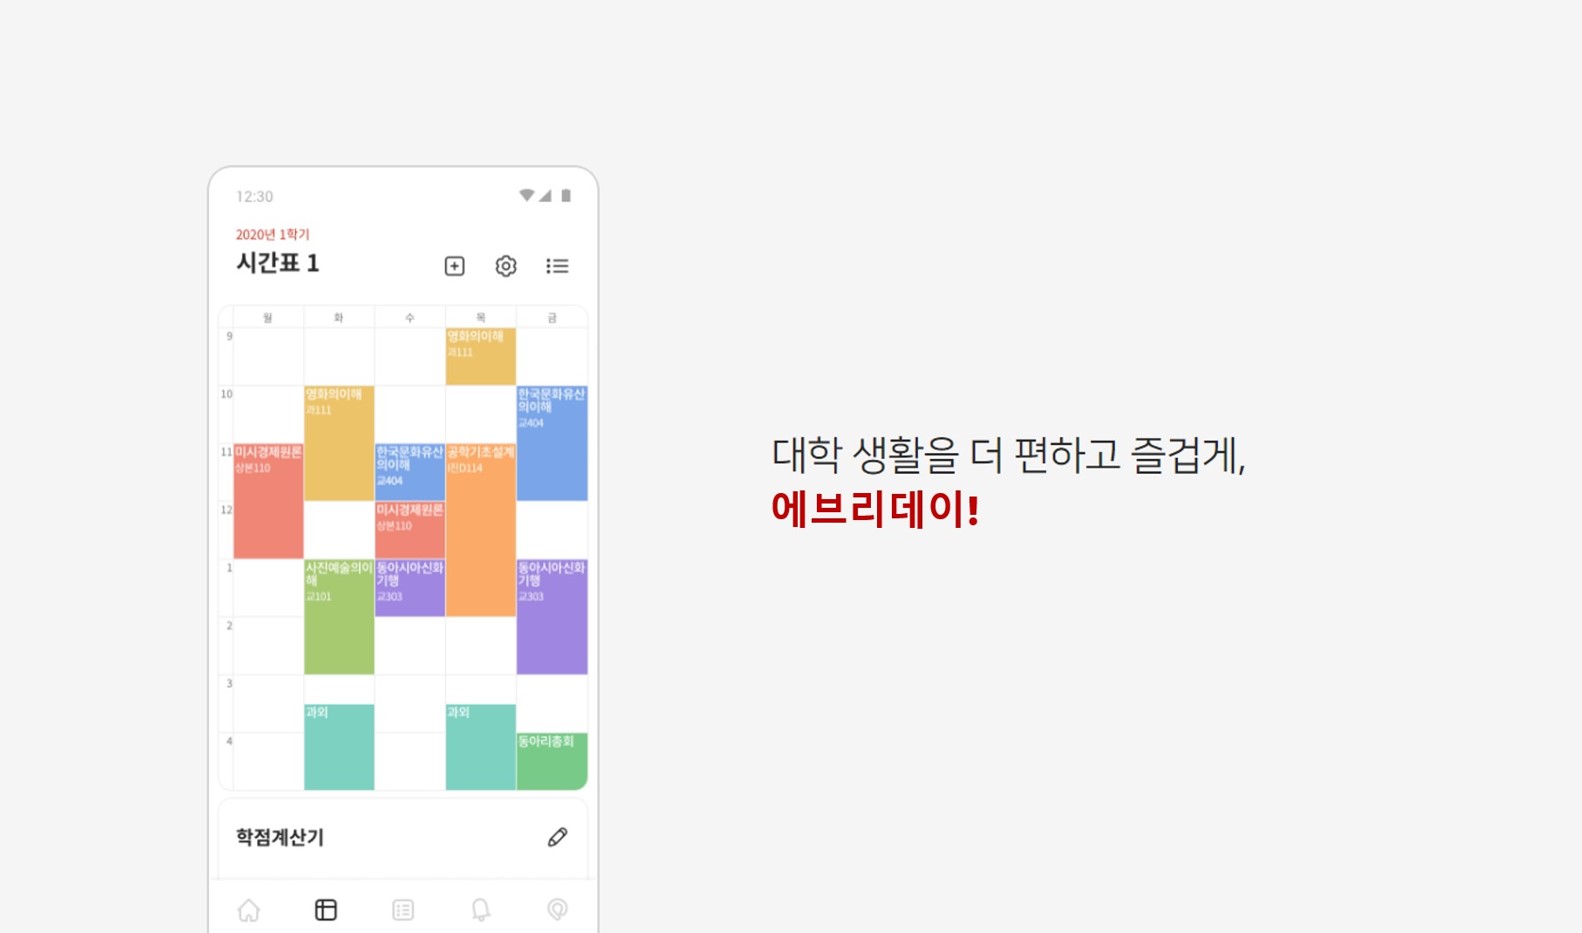 12:30
2020년 1학기
시간표 1
월 화 수 목 금
9
영화의이해
과111
10
영화의이해
과111
한국문화유산
의이해
교404
11
미시경제원론
상본110
한국문화유산
의이해
교404
공학기초설계
진D114
12
미시경제원론
상본110
1
사진예술의이
해
교101
동아시아신화
기행
교303
동아시아신화
기행
교303
2
3
과외
과외
4
동아리총회
학점계산기
대학 생활을 더 편하고 즐겁게,
에브리데이!